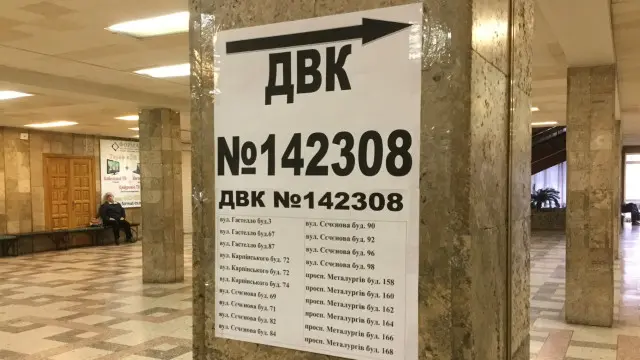 ДВК
№142308
ДВК №142308
вул. Гастелло буд.3
вул. Гастелло буд.67
вул. Гастелло буд.87
вул. Карпінського буд. 72
вул. Карпінського буд. 72
вул. Карпінського буд. 74
вул. Сєченова буд. 69
вул. Сєченова буд. 71
вул. Сєченова буд. 82
вул. Сєченова буд. 84
вул. Сєченова буд. 90
вул. Сєченова буд. 92
вул. Сєченова буд. 96
вул. Сєченова буд. 98
просп. Металургів буд. 158
просп. Металургів буд. 160
просп. Металургів буд. 162
просп. Металургів буд. 164
просп. Металургів буд. 166
просп. Металургів буд. 168